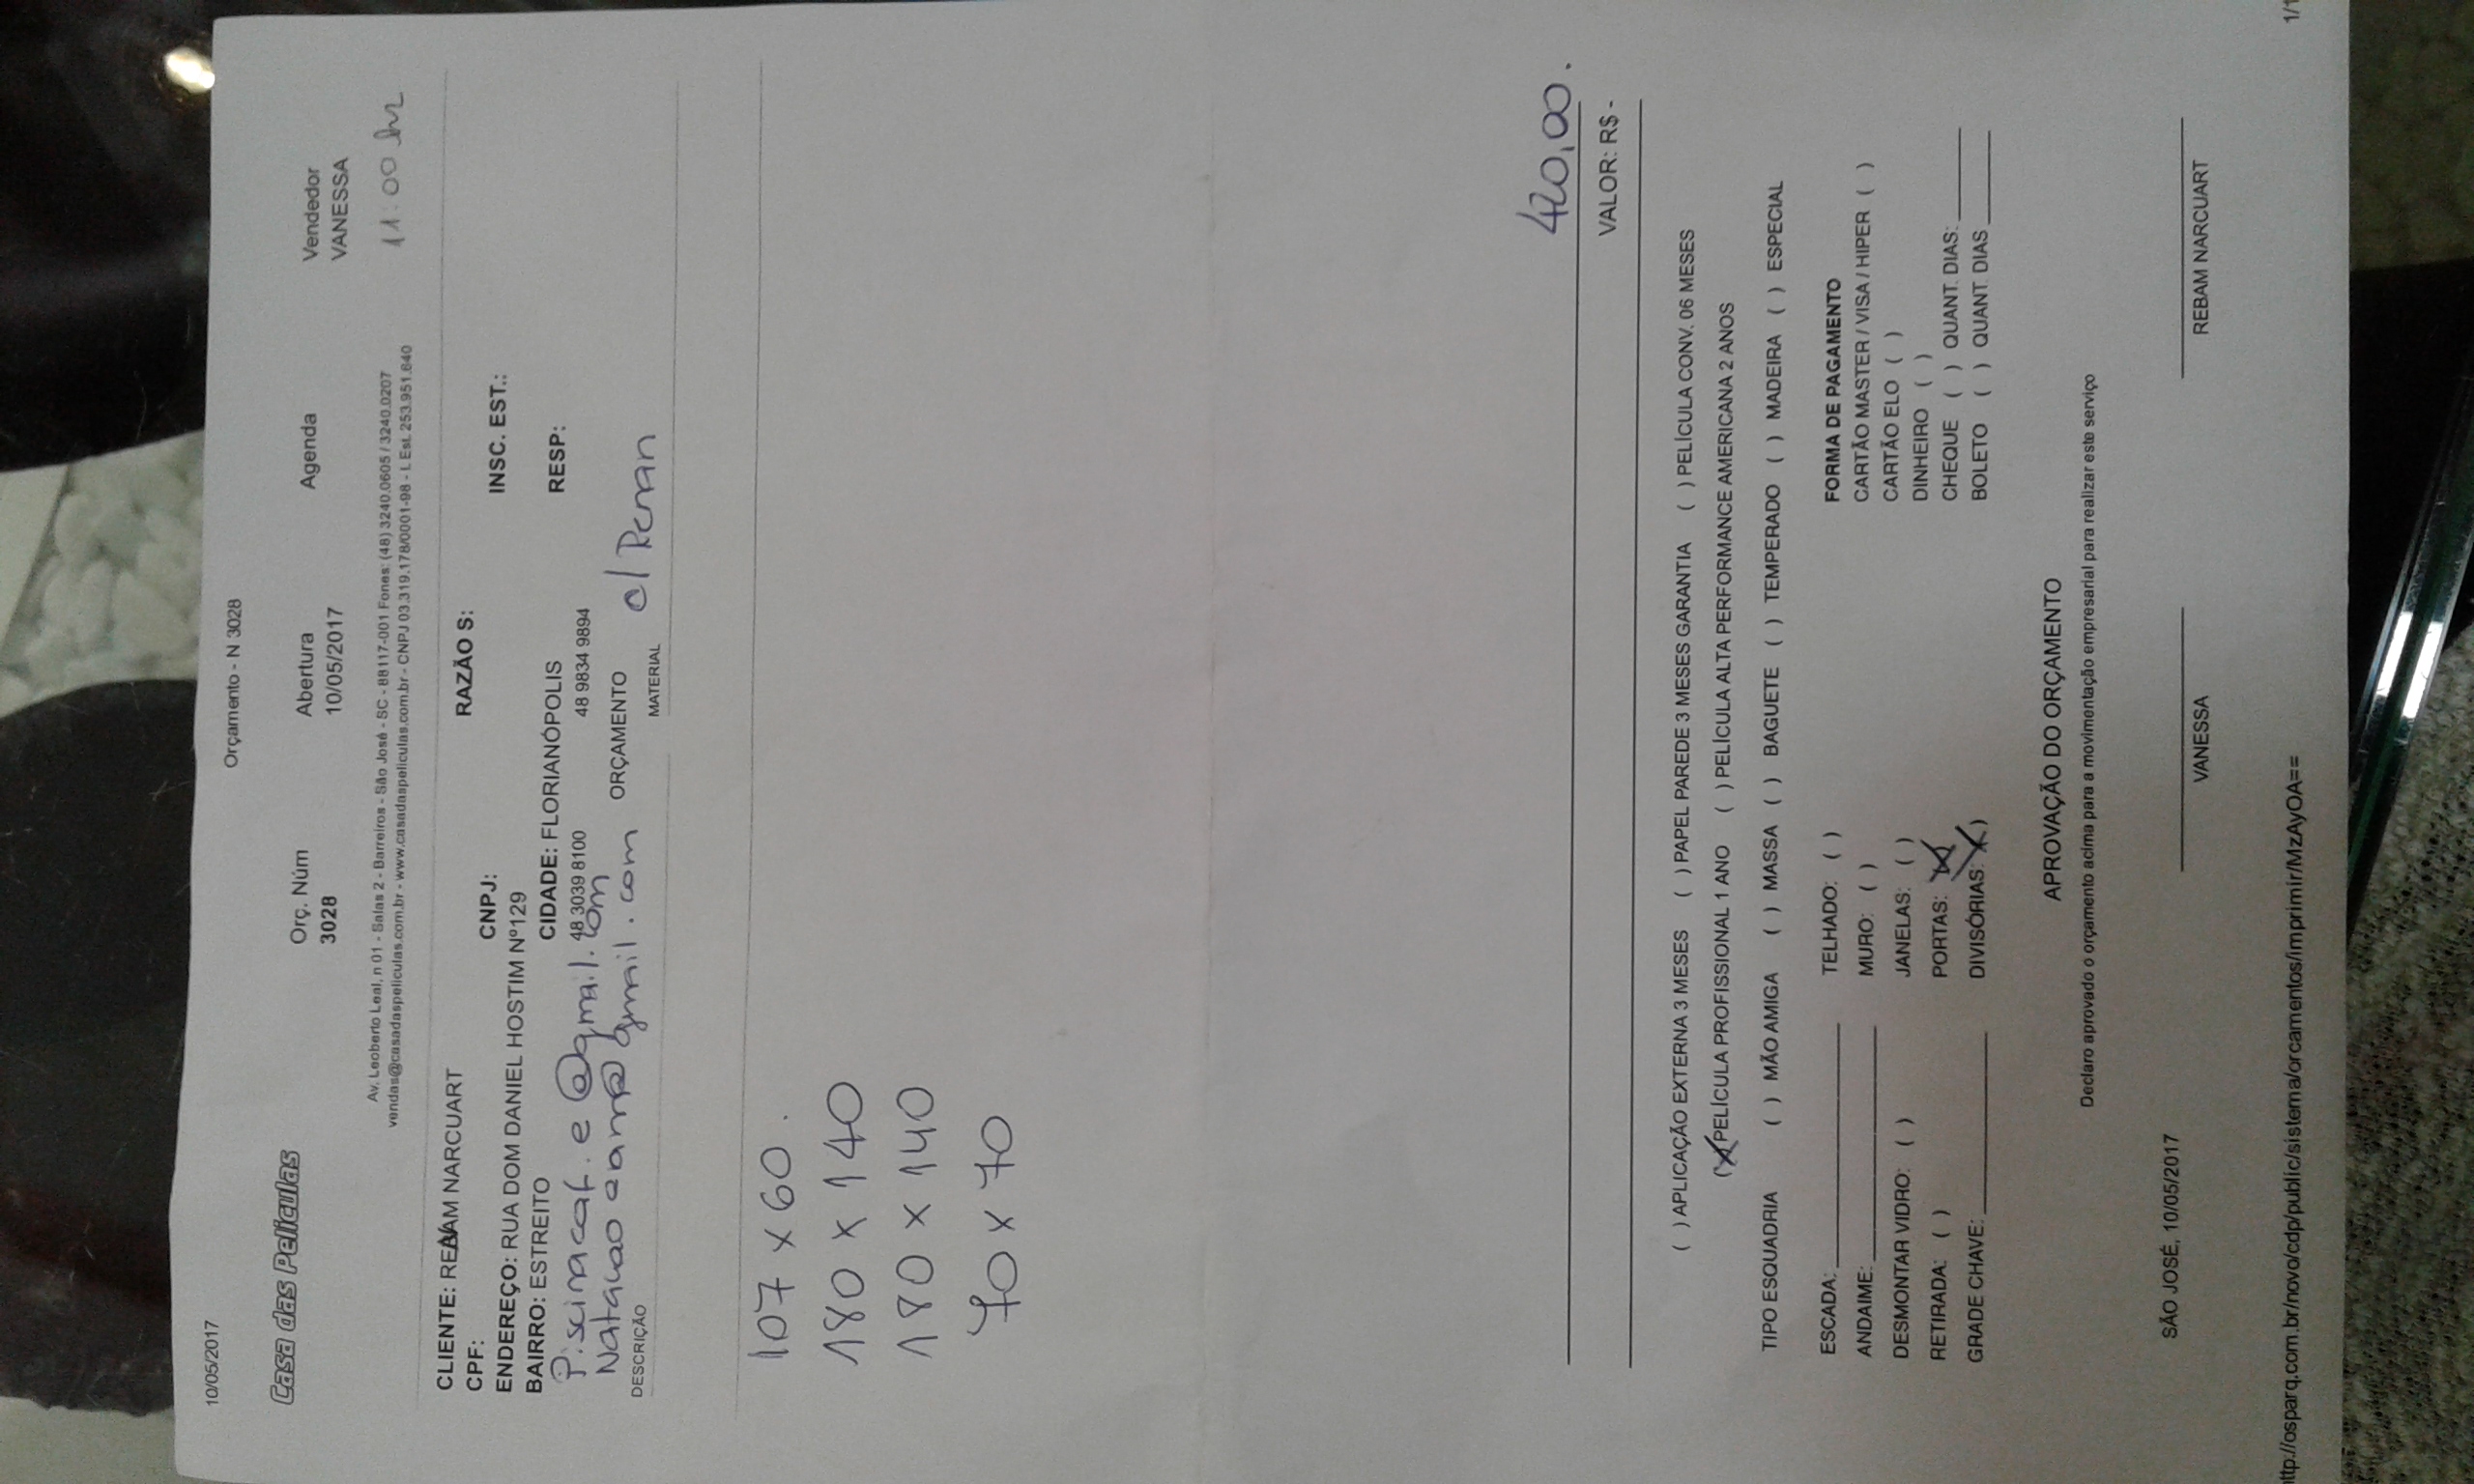 10/05/2017
Orçamento - N 3028
Casa das Películas
Orç. Núm
3028
Abertura
10/05/2017
Agenda
Vendedor
VANESSA
11:00 hr
Av. Leoberto Leal, n 01 - Salas 2 - Barreiros - São José - SC - 88117-001 Fones: (48) 3240.0605 / 3240.0207
vendas@casadaspeliculas.com.br - www.casadaspeliculas.com.br - CNPJ 03.319.178/0001-98 - I. Est. 253.951.640
CLIENTE: NARCUART
RAZÃO S:
CPF:
CNPJ:
INSC. EST.:
ENDEREÇO: RUA DOM DANIEL HOSTIM Nº129
BAIRRO: ESTREITO
CIDADE: FLORIANÓPOLIS
RESP:
48 3039 8100
48 9834 9894
@gmail.com
@gmail.com
ORÇAMENTO
c/ Renan
DESCRIÇÃO
MATERIAL
107 x 60.
180 x 140
180 x 140
70 x 70
420,00.
VALOR: R$ -
( ) APLICAÇÃO EXTERNA 3 MESES ( ) PAPEL PAREDE 3 MESES GARANTIA ( ) PELÍCULA CONV. 06 MESES
(X) PELÍCULA PROFISSIONAL 1 ANO ( ) PELÍCULA ALTA PERFORMANCE AMERICANA 2 ANOS
TIPO ESQUADRIA ( ) MÃO AMIGA ( ) MASSA ( ) BAGUETE ( ) TEMPERADO ( ) MADEIRA ( ) ESPECIAL
ESCADA:
ANDAIME:
DESMONTAR VIDRO: ( )
RETIRADA: ( )
GRADE CHAVE:
TELHADO: ( )
MURO: ( )
JANELAS: ( )
PORTAS: (X)
DIVISÓRIAS: (X)
FORMA DE PAGAMENTO
CARTÃO MASTER / VISA / HIPER ( )
CARTÃO ELO ( )
DINHEIRO ( )
CHEQUE ( ) QUANT. DIAS:
BOLETO ( ) QUANT. DIAS
APROVAÇÃO DO ORÇAMENTO
Declaro aprovado o orçamento acima para a movimentação empresarial para realizar este serviço
SÃO JOSÉ, 10/05/2017
VANESSA
REBAM NARCUART
http://osparq.com.br/novo/cdp/public/sistema/orcamentos/imprimir/MzAyOA==
1/1